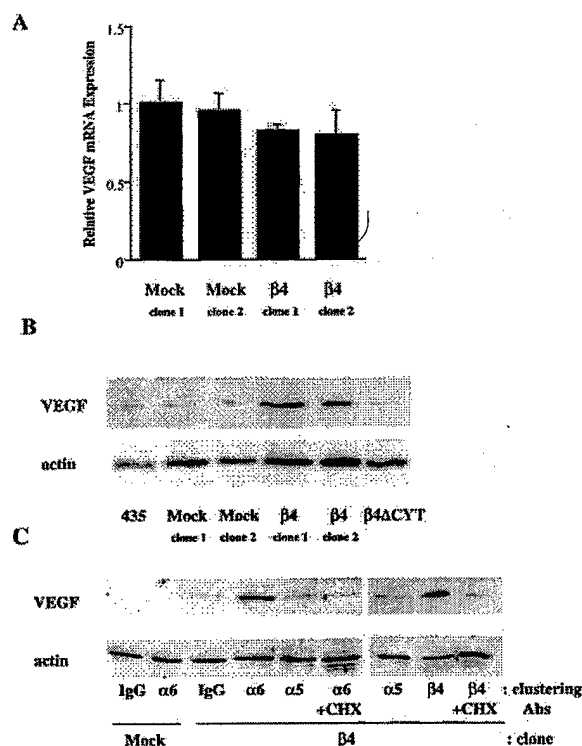 A
Relative VEGF mRNA Expression
1.5
1
0.5
0
Mock Mock β4 β4
clone 1 clone 2 clone 1 clone 2
B
VEGF
actin
435 Mock Mock β4 β4 β4ΔCYT
clone 1 clone 2 clone 1 clone 2
C
VEGF
actin
IgG α6 IgG α6 α5 α6 α5 β4 β4 : clustering
+CHX +CHX Abs
Mock β4 : clone